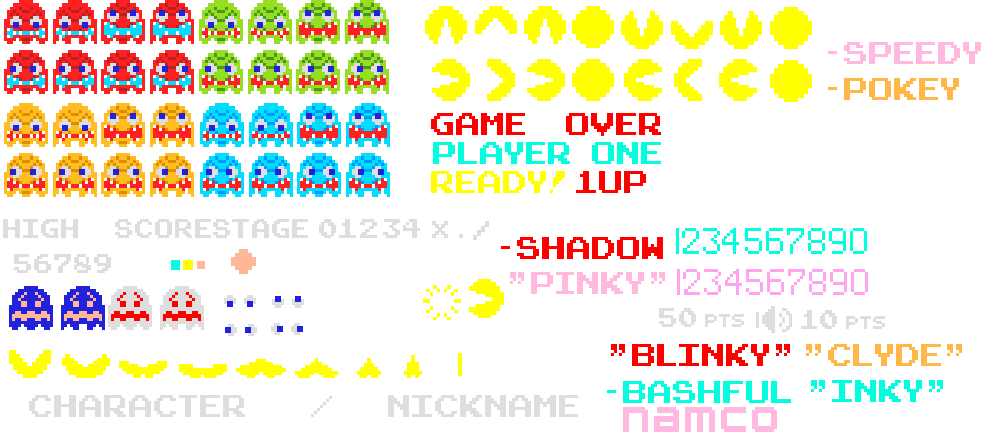 -SPEEDY
-POKEY
GAME OVER
PLAYER ONE
READY! 1UP
HIGH SCORESTAGE 01234 X./
56789
-SHADOW 1234567890
"PINKY" 1234567890
50 PTS 10 PTS
"BLINKY" "CLYDE"
-BASHFUL "INKY"
CHARACTER / NICKNAME
namco